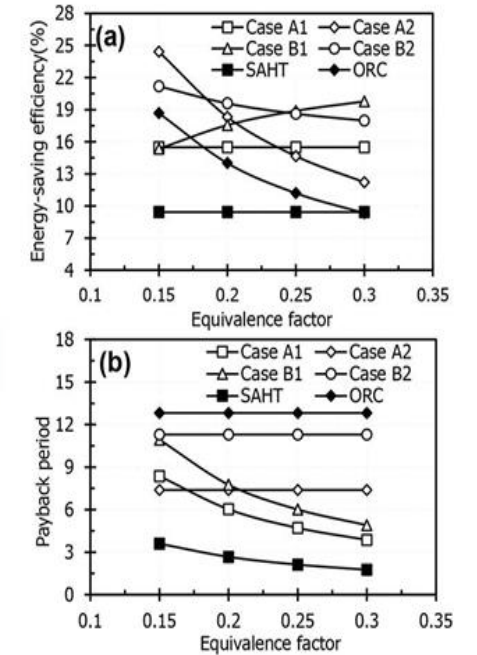 (a)
Case A1
Case A2
Case B1
Case B2
SAHT
ORC
Energy-saving efficiency(%)
28
25
22
19
16
13
10
7
4
0.1 0.15 0.2 0.25 0.3 0.35
Equivalence factor
(b)
Case A1
Case A2
Case B1
Case B2
SAHT
ORC
Payback period
18
15
12
9
6
3
0
0.1 0.15 0.2 0.25 0.3 0.35
Equivalence factor